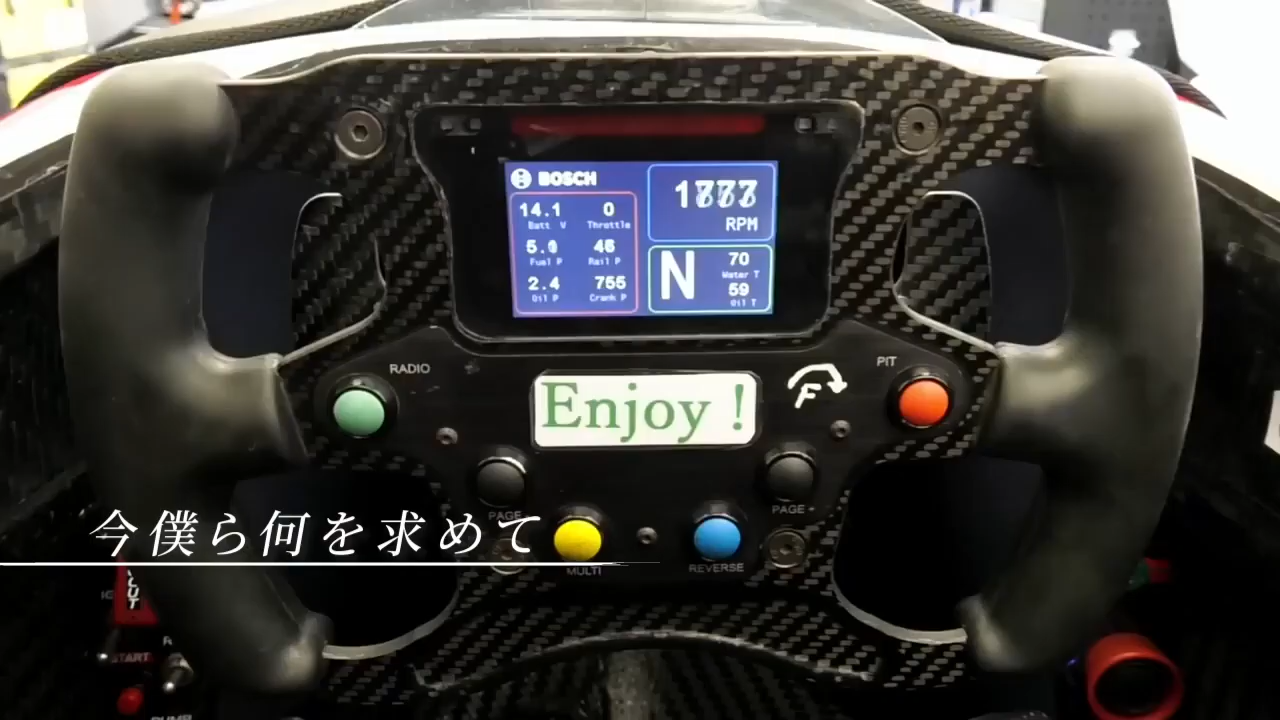 BOSCH
14.1 0
Batt V Throttle
5.0 46
Fuel P Rail P
2.4 755
Oil P Crank P
RPM
N
70
Water T
59
Oil T
RADIO
PIT
Enjoy !
F
PAGE
PAGE +
今僕ら何を求めて
MULTI
REVERSE
CUT
START